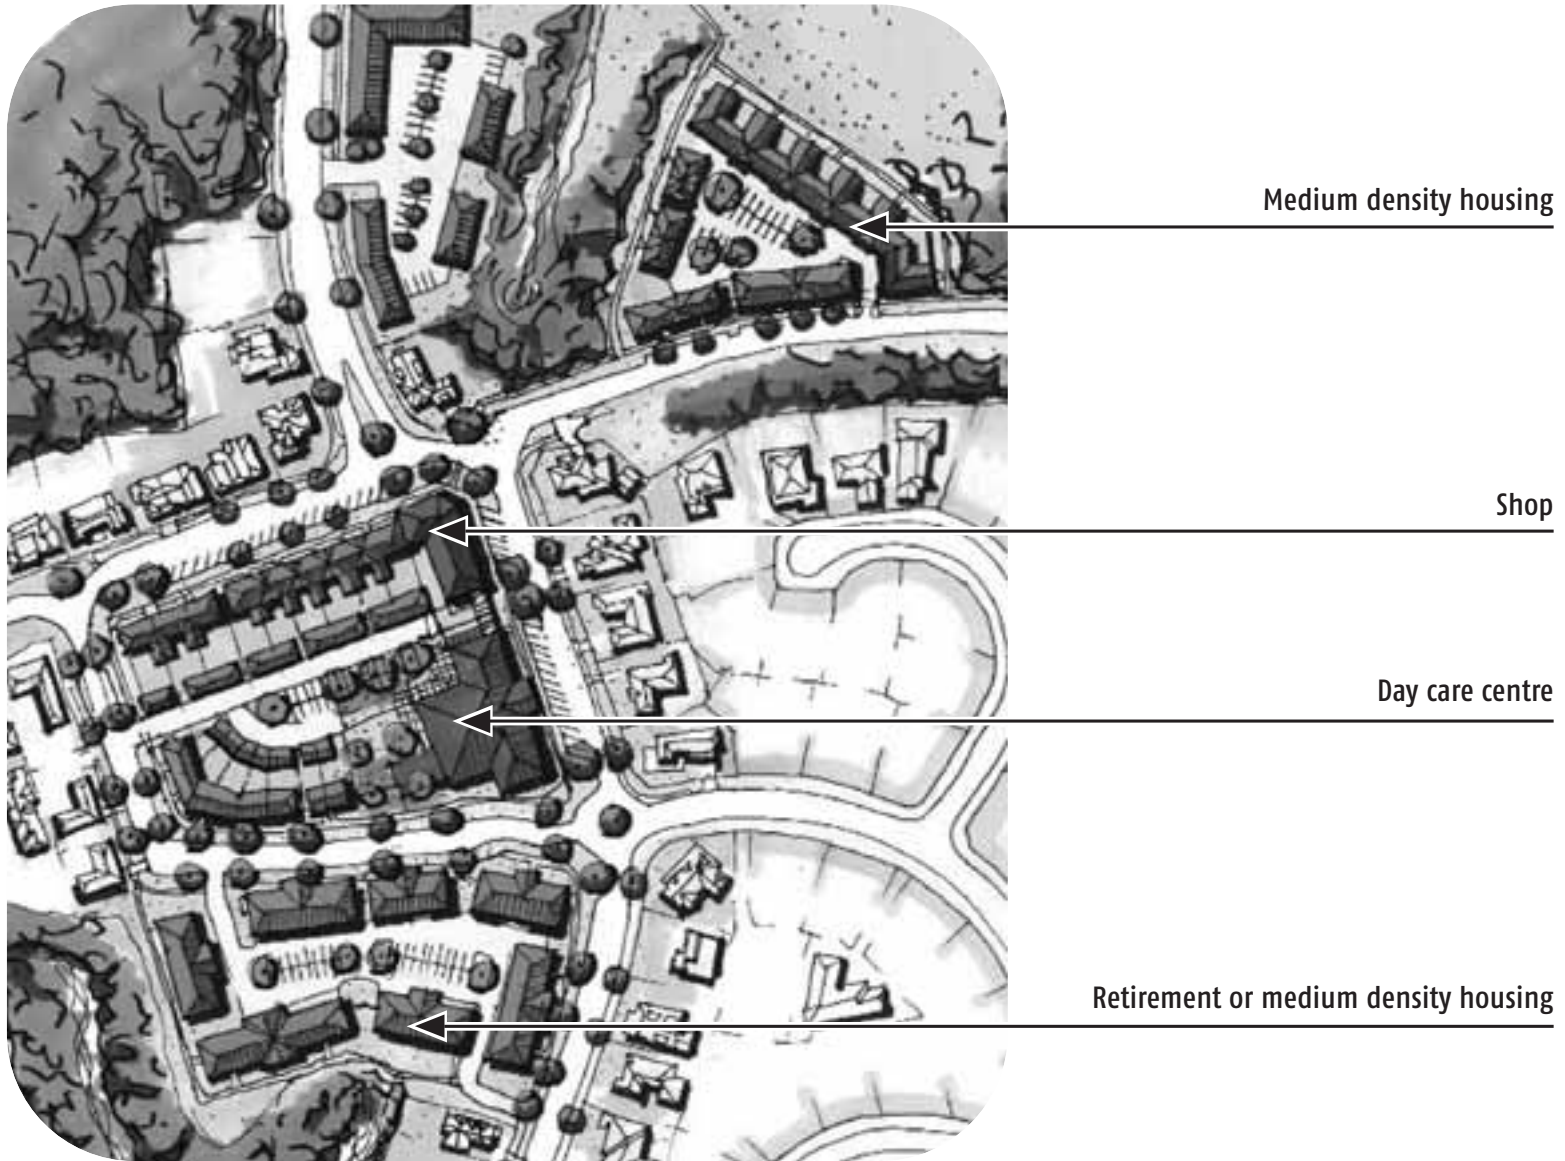 Medium density housing
Shop
Day care centre
Retirement or medium density housing